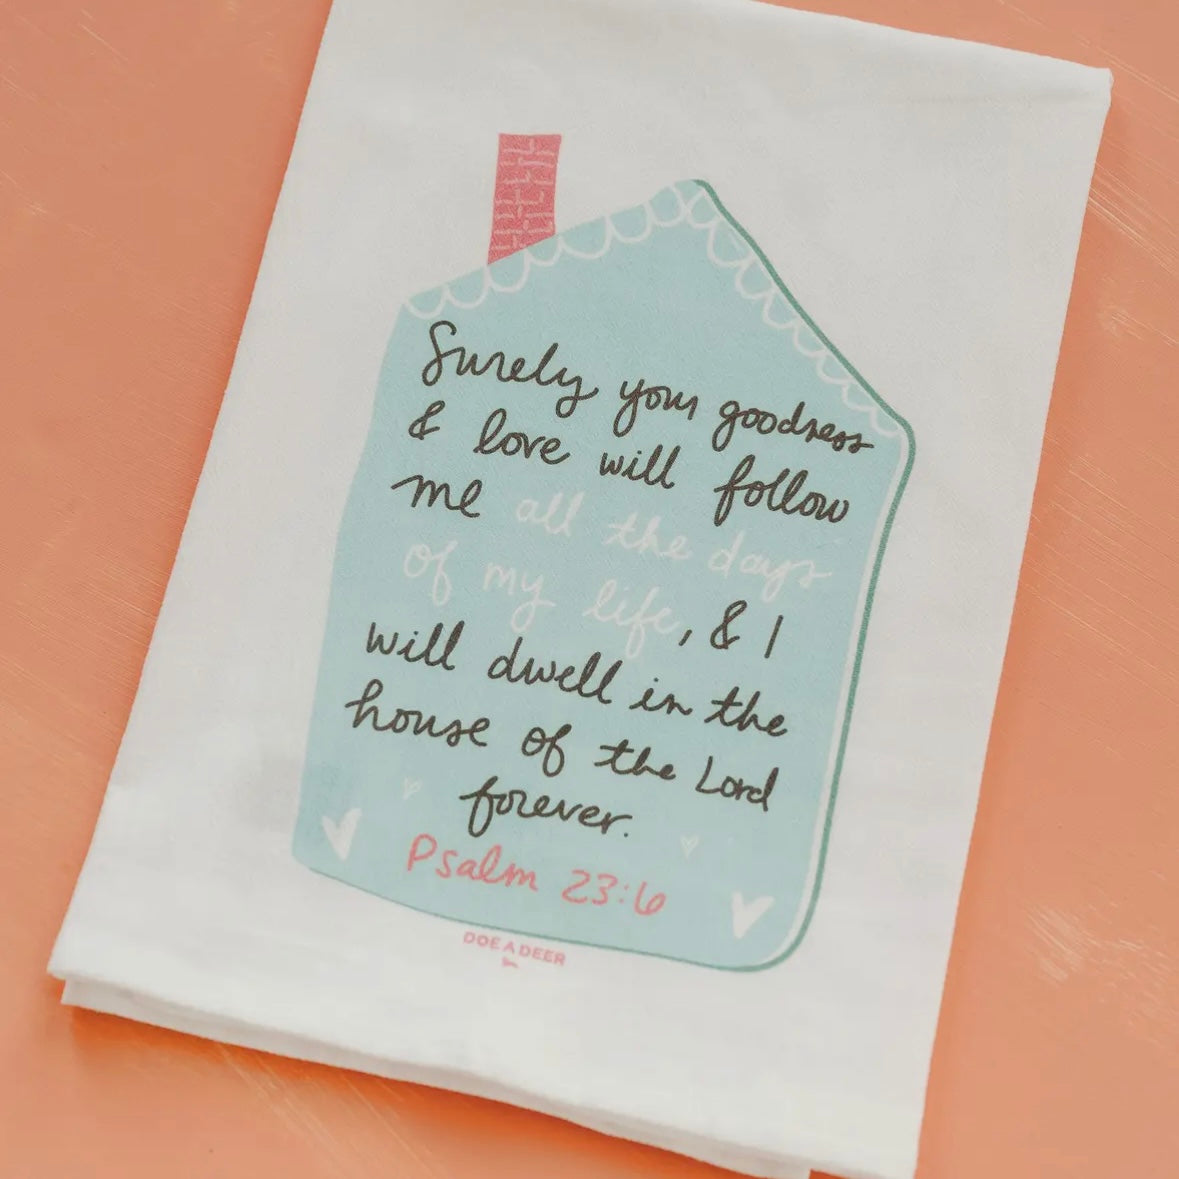 Surely your goodness
& love will follow
me all the days
of my life, & I
will dwell in the
house of the Lord
forever.
Psalm 23:6
DOE A DEER